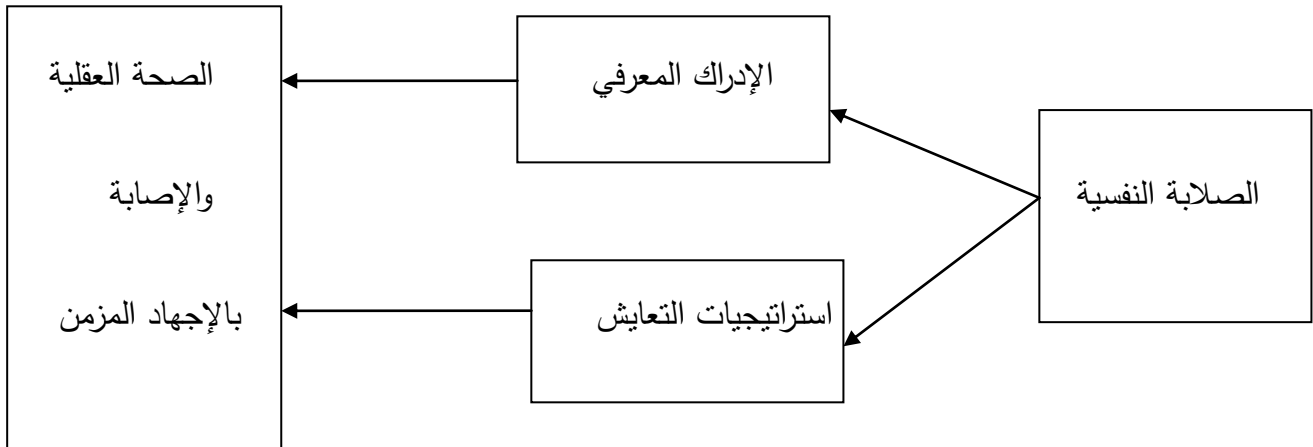 الصلابة النفسية
الإدراك المعرفي
استراتيجيات التعايش
الصحة العقلية
والإصابة
بالإجهاد المزمن